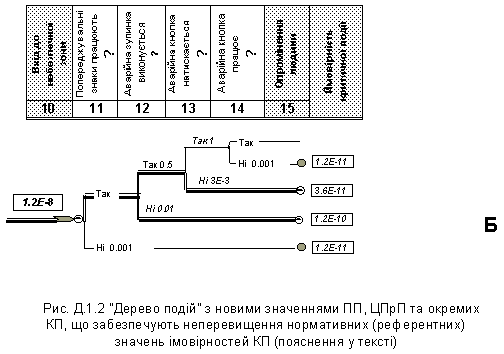 Вхід до
небезпечної
зони
Попереджувальні
знаки працюють
?
Аварійна зупинка
виконується
?
Аварійна кнопка
натискається
?
Аварійна кнопка
працює
?
Опромінення
людини
Ймовірність
критичної події
10 11 12 13 14 15
Так 1
Так
Ні 0.001
1.2E-11
Так 0.5
Ні 3E-3
3.6E-11
1.2E-8
Так
Ні 0.01
1.2E-10
Б
Ні 0.001
1.2E-11
Рис. Д.1.2 "Дерево подій" з новими значеннями ПП, ЦПрП та окремих
КП, що забезпечують неперевищення нормативних (референтних)
значень імовірностей КП (пояснення у тексті)